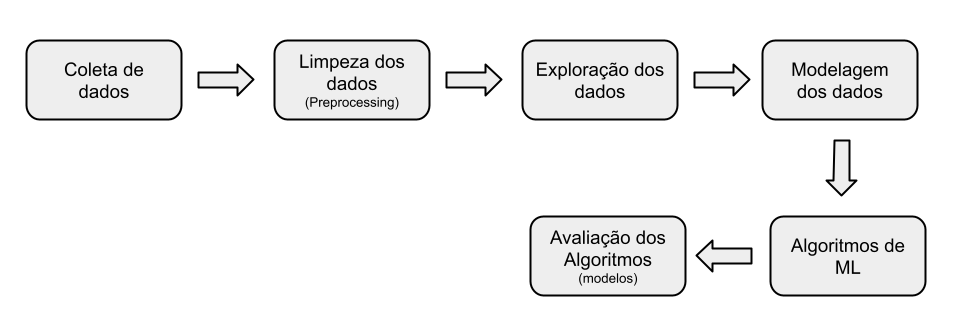 Coleta de
dados
Limpeza dos
dados
(Preprocessing)
Exploração dos
dados
Modelagem
dos dados
Algoritmos de
ML
Avaliação dos
Algoritmos
(modelos)